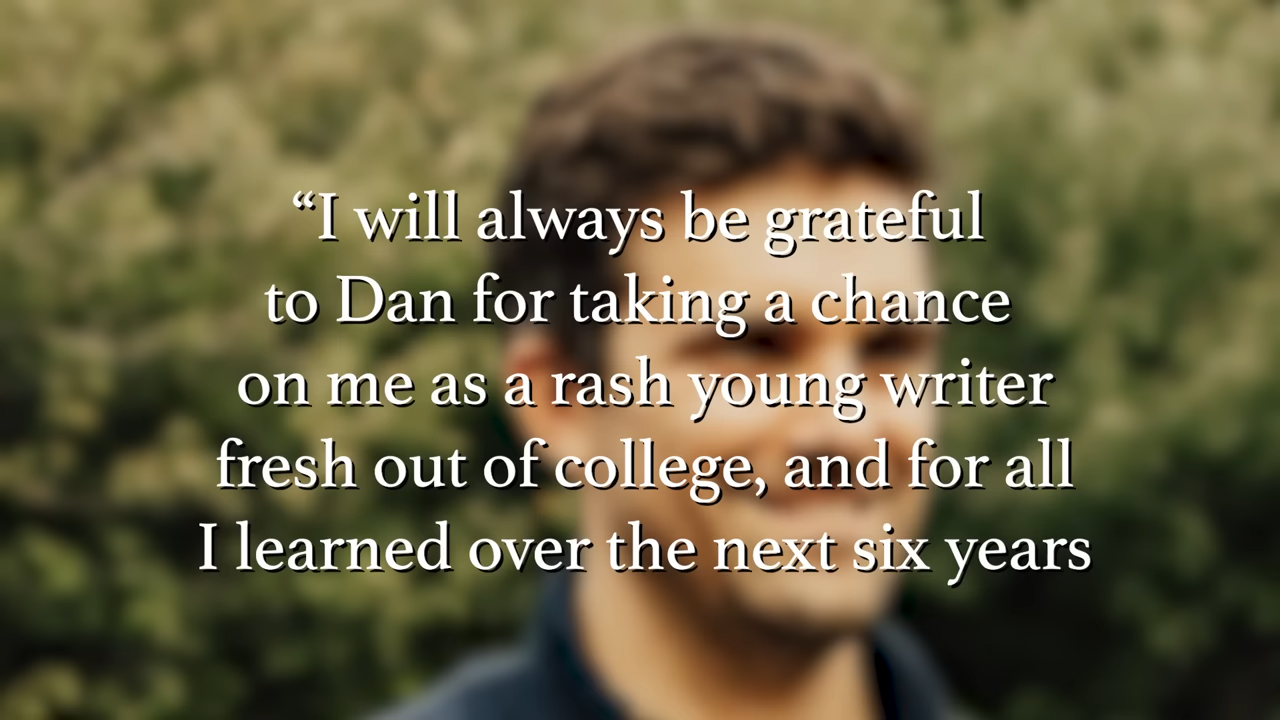 “I will always be grateful
to Dan for taking a chance
on me as a rash young writer
fresh out of college, and for all
I learned over the next six years